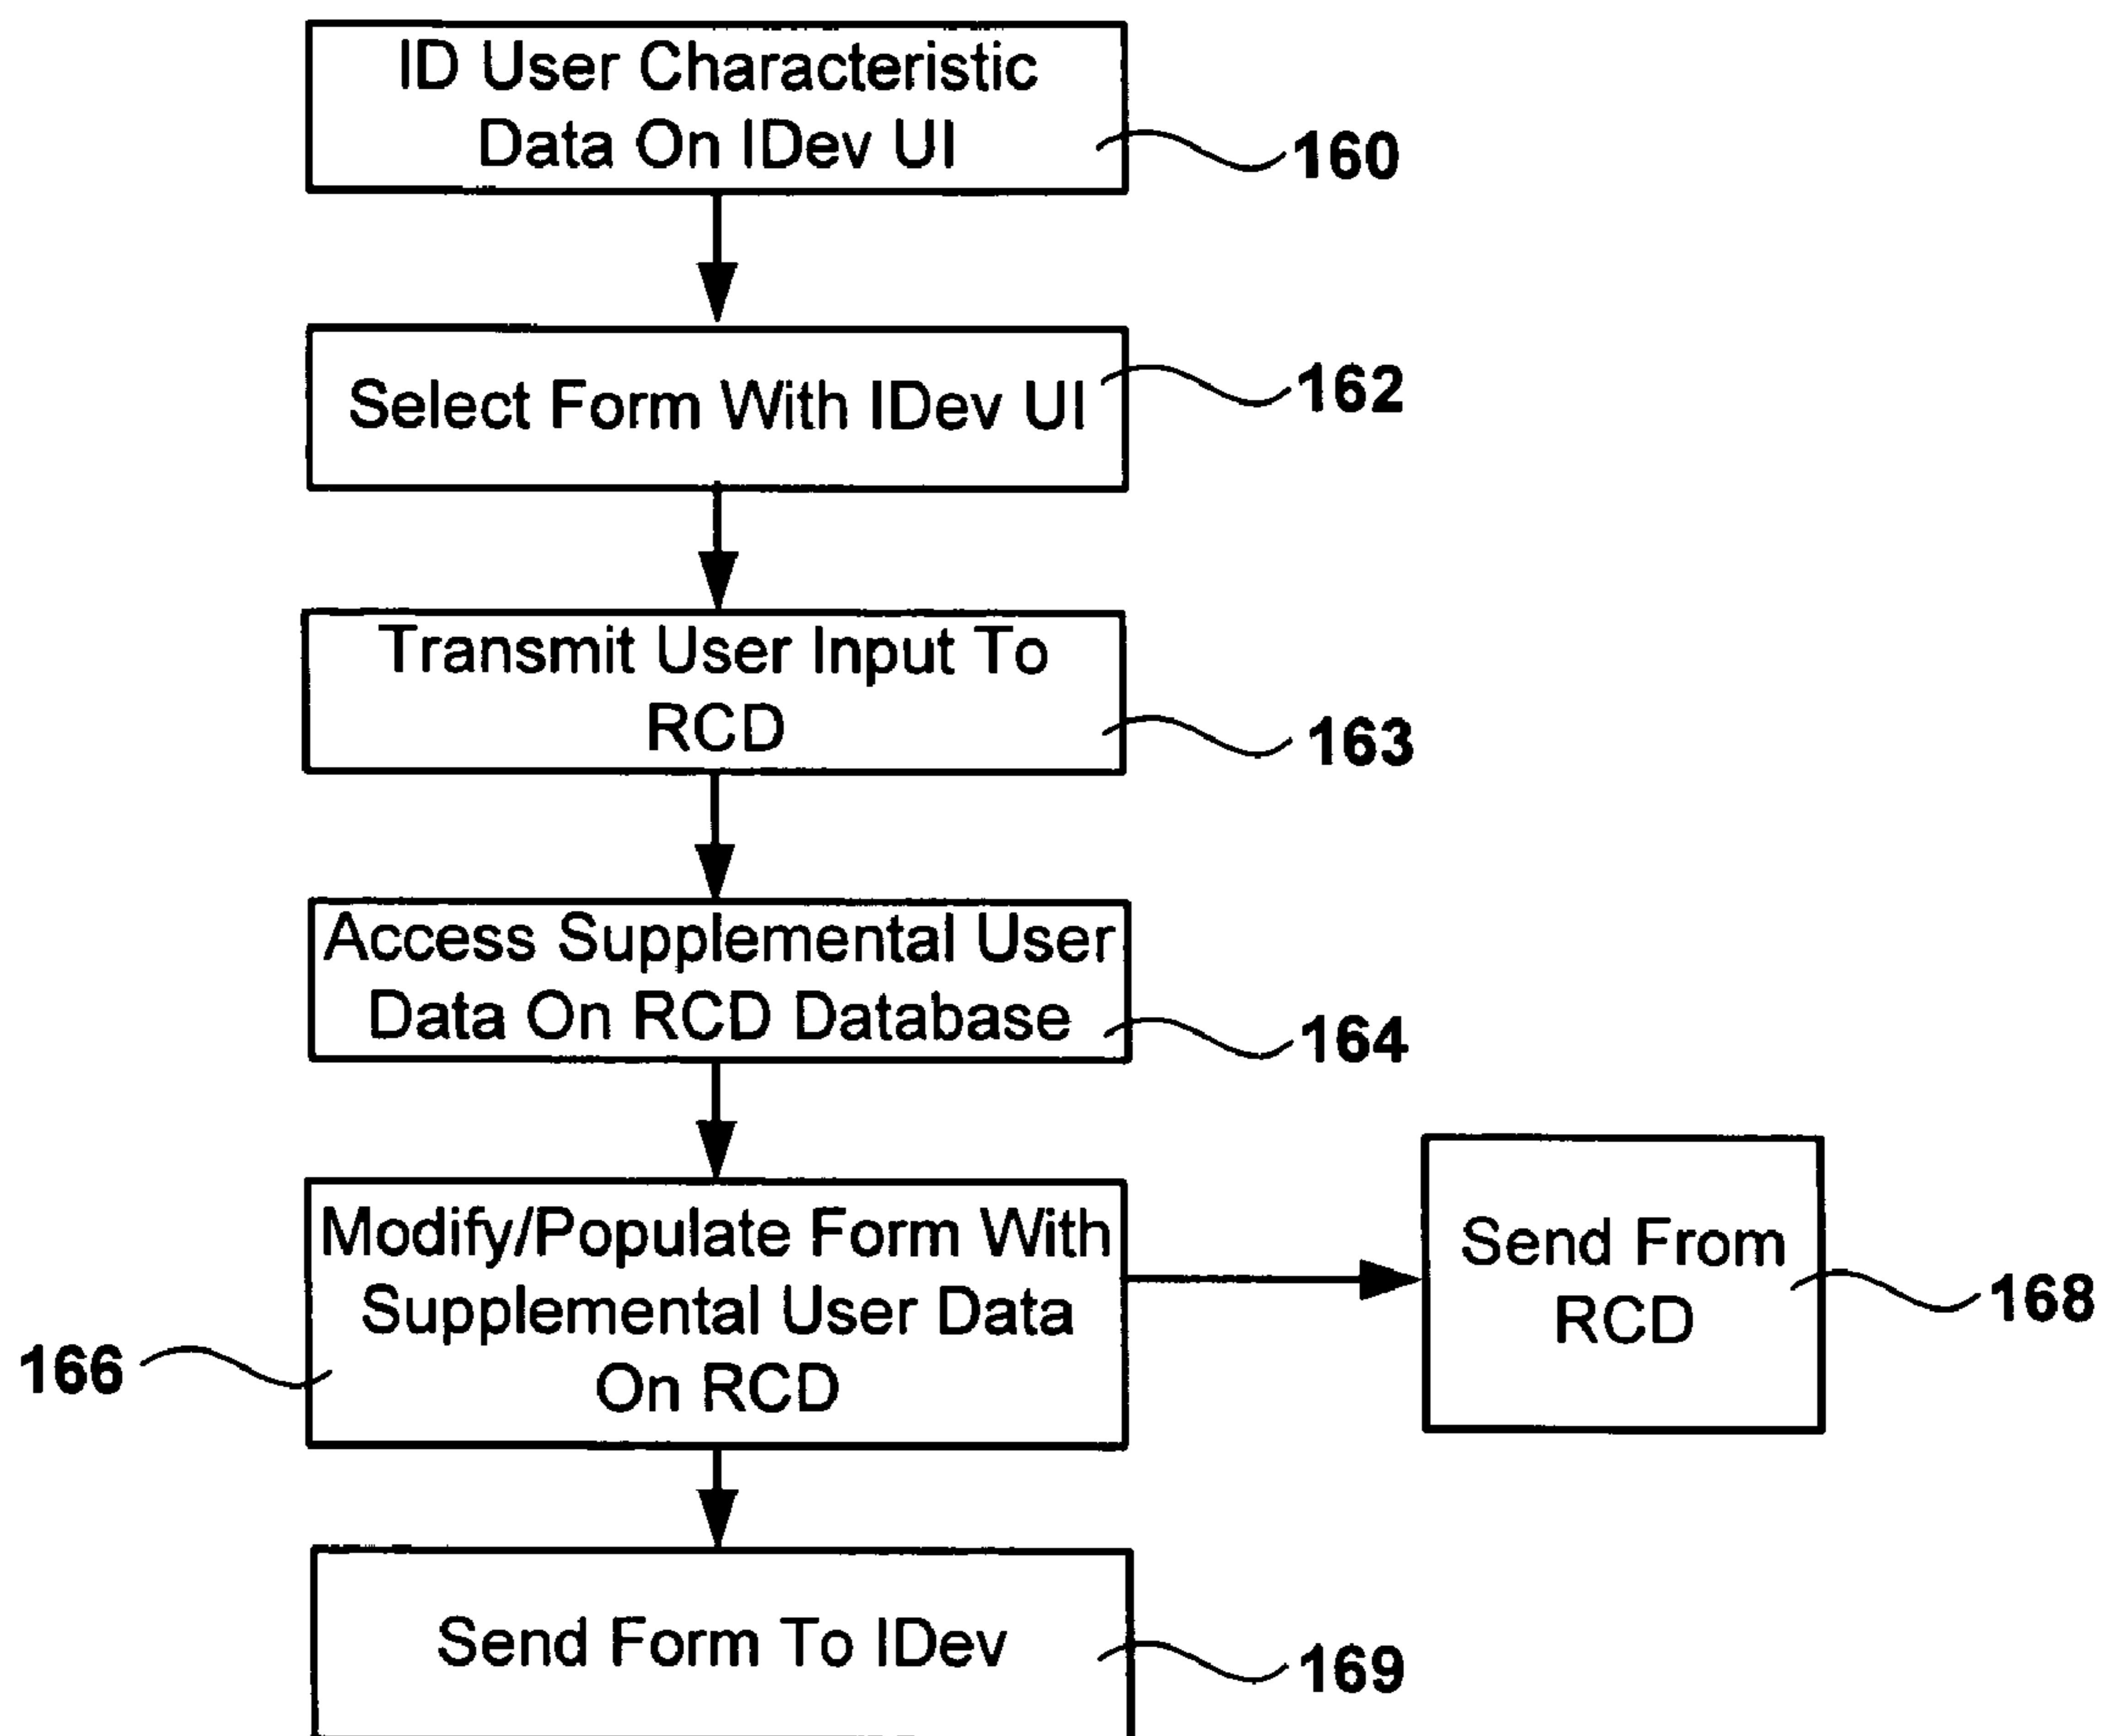 ID User Characteristic
Data On IDev UI
160
Select Form With IDev UI
162
Transmit User Input To
RCD
163
Access Supplemental User
Data On RCD Database
164
Modify/Populate Form With
Supplemental User Data
On RCD
166
Send From
RCD
168
Send Form To IDev
169